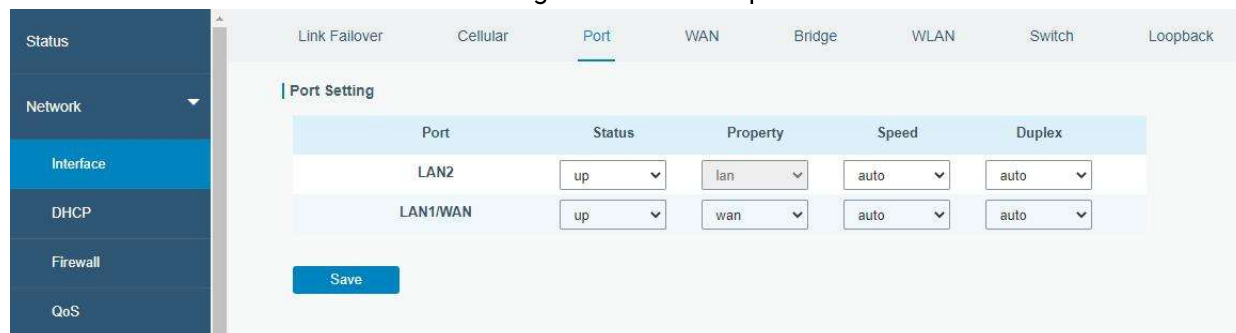 Status
Network
Interface
DHCP
Firewall
QoS
Link Failover Cellular Port WAN Bridge WLAN Switch Loopback
Port Setting
Port Status Property Speed Duplex
LAN2 up lan auto auto
LAN1/WAN up wan auto auto
Save